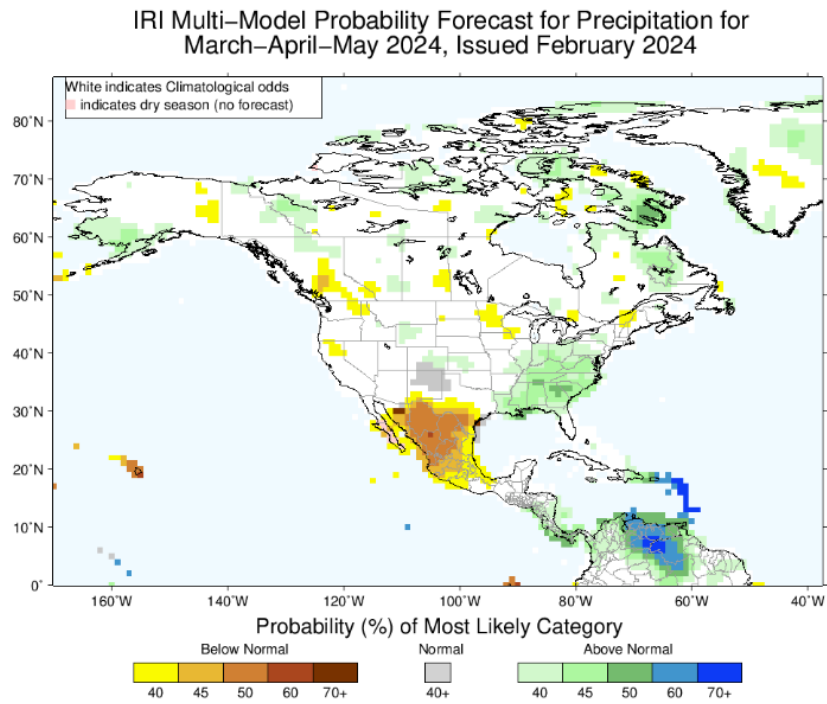 IRI Multi−Model Probability Forecast for Precipitation for
March−April−May 2024, Issued February 2024
White indicates Climatological odds
indicates dry season (no forecast)
80˚N
70˚N
60˚N
50˚N
40˚N
30˚N
20˚N
10˚N
0˚
160˚W 140˚W 120˚W 100˚W 80˚W 60˚W 40˚W
Probability (%) of Most Likely Category
Below Normal Normal Above Normal
40 45 50 60 70+ 40+ 40 45 50 60 70+